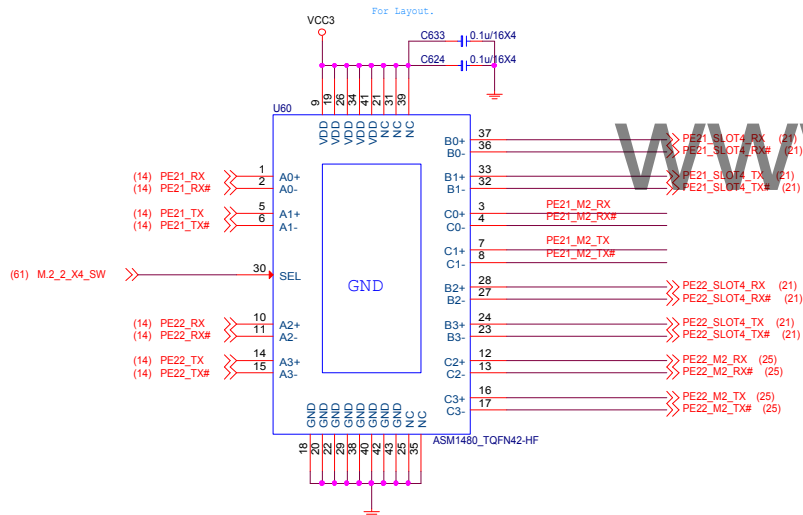 For Layout.
VCC3
C633 0.1u/16X4
C624 0.1u/16X4
U60
9 19 26 34 41 21 NC 31 39
VDD VDD VDD VDD VDD VDD NC NC NC
(14) PE21_RX 1 A0+
(14) PE21_RX# 2 A0-
(14) PE21_TX 5 A1+
(14) PE21_TX# 6 A1-
(61) M.2_2_X4_SW 30 SEL
(14) PE22_RX 10 A2+
(14) PE22_RX# 11 A2-
(14) PE22_TX 14 A3+
(14) PE22_TX# 15 A3-
GND
B0+ 37 PE21_SLOT4_RX (21)
B0- 36 PE21_SLOT4_RX# (21)
B1+ 33 PE21_SLOT4_TX (21)
B1- 32 PE21_SLOT4_TX# (21)
C0+ 3 PE21_M2_RX
C0- 4 PE21_M2_RX#
C1+ 7 PE21_M2_TX
C1- 8 PE21_M2_TX#
B2+ 28 PE22_SLOT4_RX (21)
B2- 27 PE22_SLOT4_RX# (21)
B3+ 24 PE22_SLOT4_TX (21)
B3- 23 PE22_SLOT4_TX# (21)
C2+ 12 PE22_M2_RX (25)
C2- 13 PE22_M2_RX# (25)
C3+ 16 PE22_M2_TX (25)
C3- 17 PE22_M2_TX# (25)
GND GND GND GND GND GND GND GND NC NC
18 20 22 29 38 40 42 43 25 35
ASM1480_TQFN42-HF